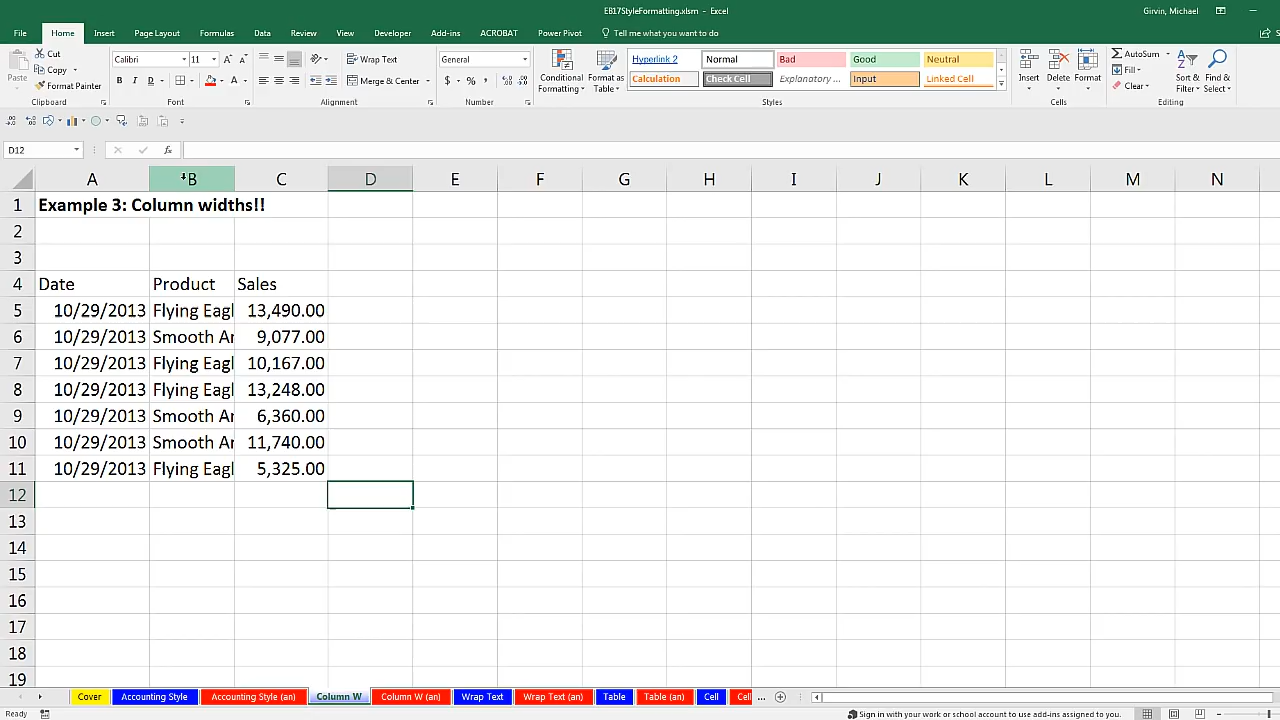 EB17StyleFormatting.xlsm - Excel
Girvin, Michael
File Home Insert Page Layout Formulas Data Review View Developer Add-ins ACROBAT Power Pivot Tell me what you want to do
Paste
Cut
Copy
Format Painter
Clipboard
Calibri 11
B I D
Font
Wrap Text
Merge & Center
Alignment
General
$ % ,
Number
Conditional Formatting
Format as Table
Hyperlink 2 Normal Bad Good Neutral
Calculation Check Cell Explanatory ... Input Linked Cell
Styles
Insert Delete Format
Cells
AutoSum
Fill
Clear
Sort & Filter
Find & Select
Editing
D12 fx
A B C D E F G H I J K L M N
1 Example 3: Column widths!!
2
3
4 Date Product Sales
5 10/29/2013 Flying Eagl 13,490.00
6 10/29/2013 Smooth Ar 9,077.00
7 10/29/2013 Flying Eagl 10,167.00
8 10/29/2013 Flying Eagl 13,248.00
9 10/29/2013 Smooth Ar 6,360.00
10 10/29/2013 Smooth Ar 11,740.00
11 10/29/2013 Flying Eagl 5,325.00
12
13
14
15
16
17
18
19
Cover Accounting Style Accounting Style (an) Column W Column W (an) Wrap Text Wrap Text (an) Table Table (an) Cell Cell ...
Ready Sign in with your work or school account to use add-ins assigned to you.